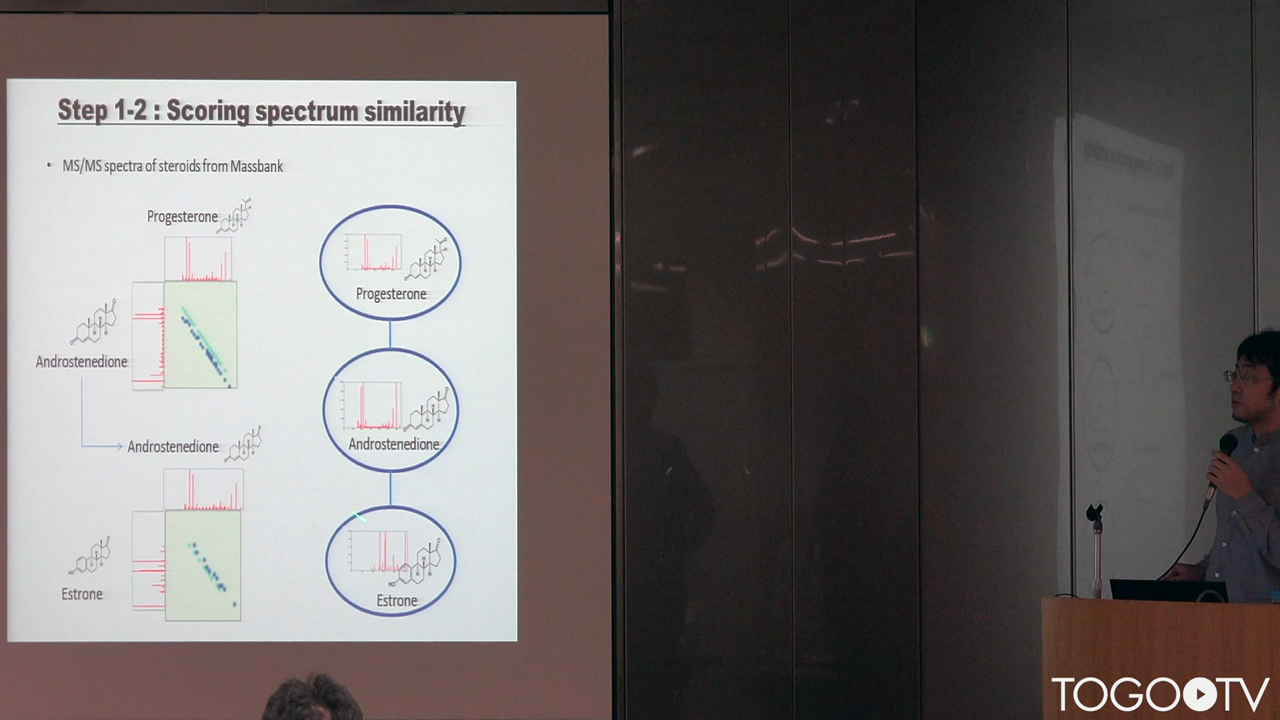 Step 1-2 : Scoring spectrum similarity
• MS/MS spectra of steroids from Massbank
Progesterone
Androstenedione
Androstenedione
Estrone
Progesterone
Androstenedione
Estrone
TOGO TV